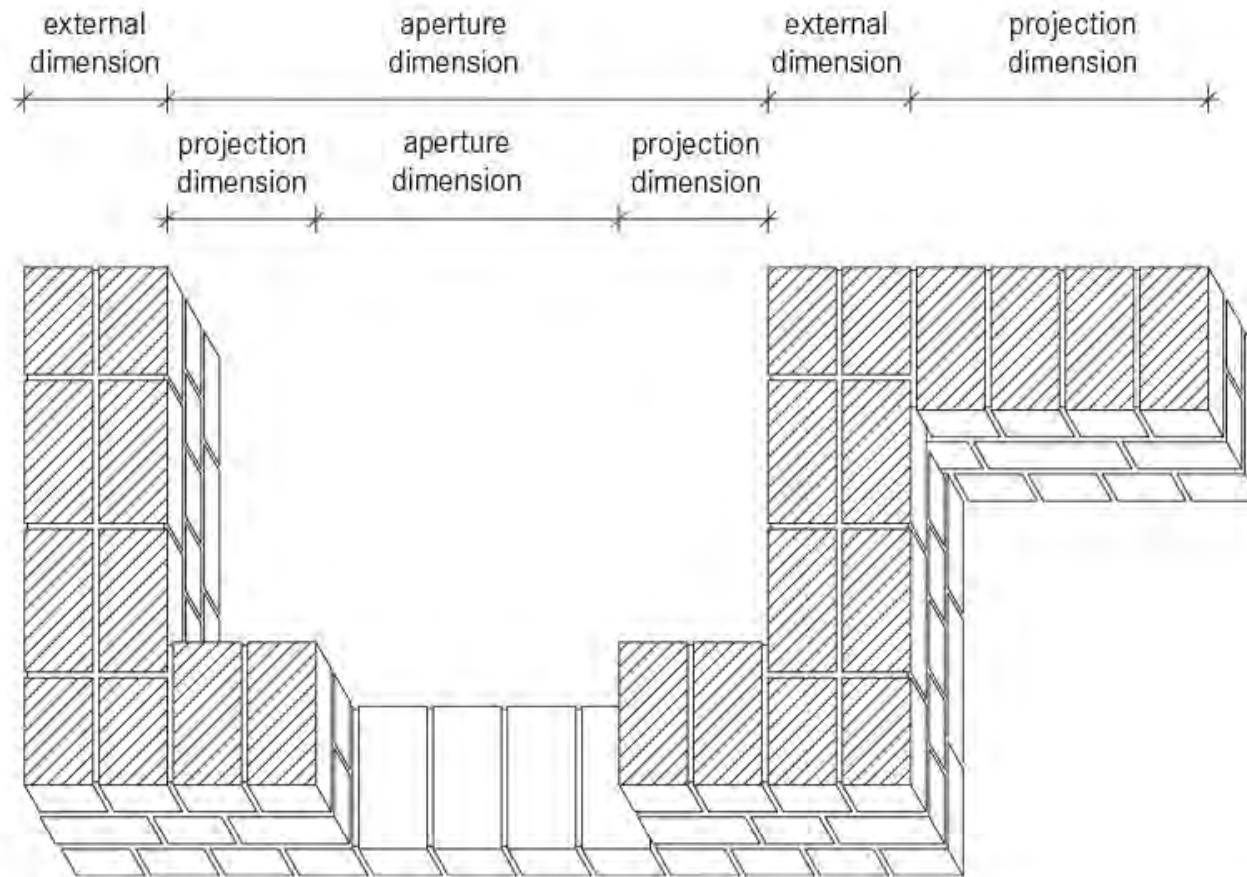 external
dimension
aperture
dimension
external
dimension
projection
dimension
projection
dimension
aperture
dimension
projection
dimension